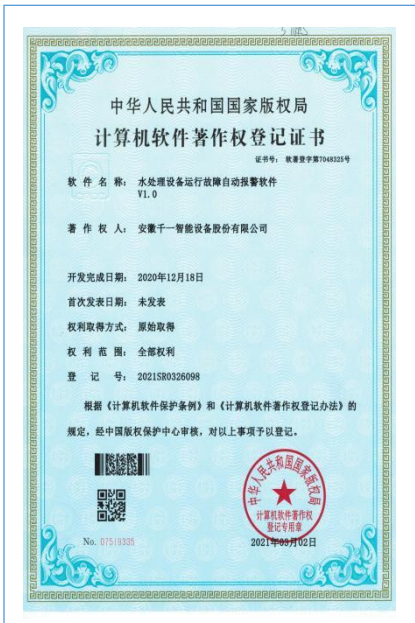 中华人民共和国国家版权局
计算机软件著作权登记证书
证书号: 软著登字第7048325号
软 件 名 称: 水处理设备运行故障自动报警软件
V1.0
著 作 权 人: 安徽千一智能设备股份有限公司
开发完成日期: 2020年12月18日
首次发表日期: 未发表
权利取得方式: 原始取得
权 利 范 围: 全部权利
登 记 号: 2021SR0326098
根据《计算机软件保护条例》和《计算机软件著作权登记办法》的
规定,经中国版权保护中心审核,对以上事项予以登记。
中华人民共和国国家版权局
计算机软件著作权
登记专用章
No. 07519335
2021年03月02日